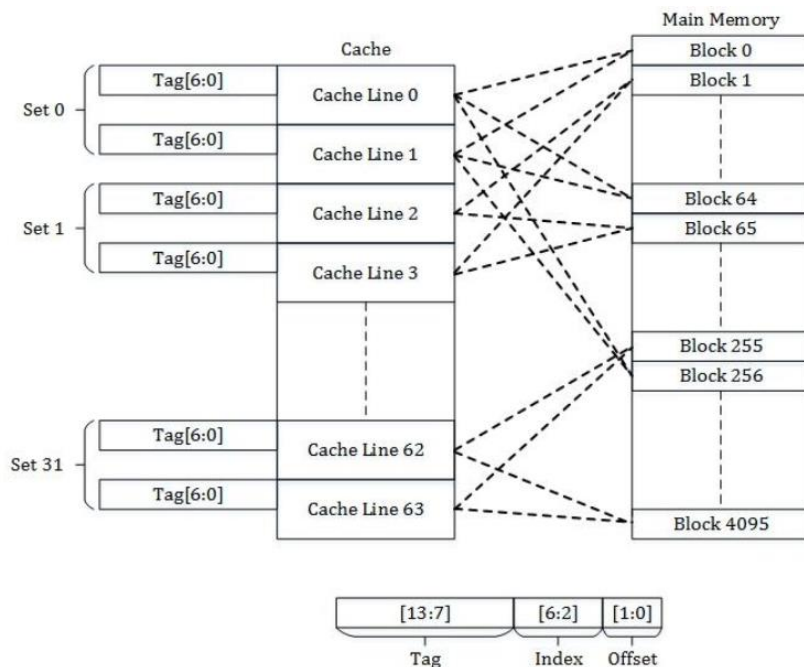 Main Memory
Cache
Block 0
Tag[6:0]
Cache Line 0
Block 1
Set 0
Tag[6:0]
Cache Line 1
Tag[6:0]
Cache Line 2
Block 64
Set 1
Block 65
Tag[6:0]
Cache Line 3
Block 255
Block 256
Tag[6:0]
Cache Line 62
Set 31
Tag[6:0]
Cache Line 63
Block 4095
[13:7] [6:2] [1:0]
Tag Index Offset